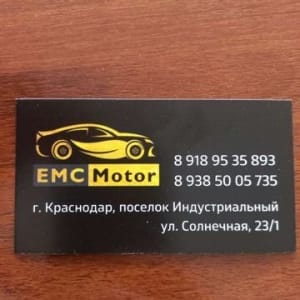 EMC Motor
8 918 95 35 893
8 938 50 05 735
г. Краснодар, поселок Индустриальный
ул. Солнечная, 23/1